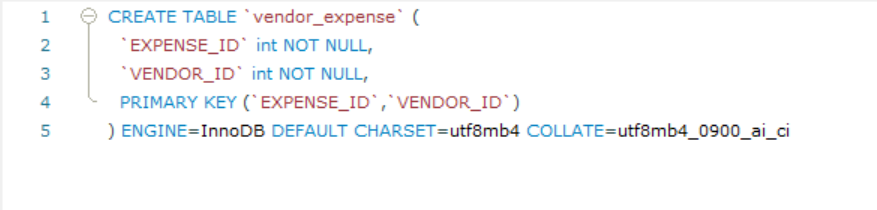 1 CREATE TABLE `vendor_expense` (
2 `EXPENSE_ID` int NOT NULL,
3 `VENDOR_ID` int NOT NULL,
4 PRIMARY KEY (`EXPENSE_ID`,`VENDOR_ID`)
5 ) ENGINE=InnoDB DEFAULT CHARSET=utf8mb4 COLLATE=utf8mb4_0900_ai_ci